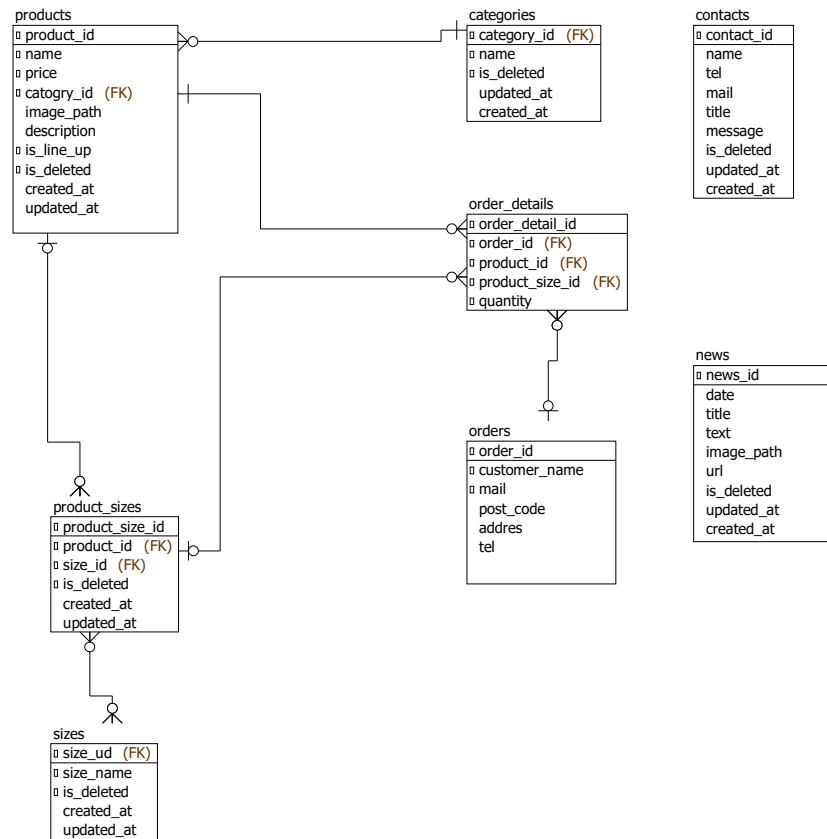 products
product_id
name
price
catogry_id (FK)
image_path
description
is_line_up
is_deleted
created_at
updated_at
categories
category_id (FK)
name
is_deleted
updated_at
created_at
contacts
contact_id
name
tel
mail
title
message
is_deleted
updated_at
created_at
order_details
order_detail_id
order_id (FK)
product_id (FK)
product_size_id (FK)
quantity
news
news_id
date
title
text
image_path
url
is_deleted
updated_at
created_at
orders
order_id
customer_name
mail
post_code
addres
tel
product_sizes
product_size_id
product_id (FK)
size_id (FK)
is_deleted
created_at
updated_at
sizes
size_ud (FK)
size_name
is_deleted
created_at
updated_at